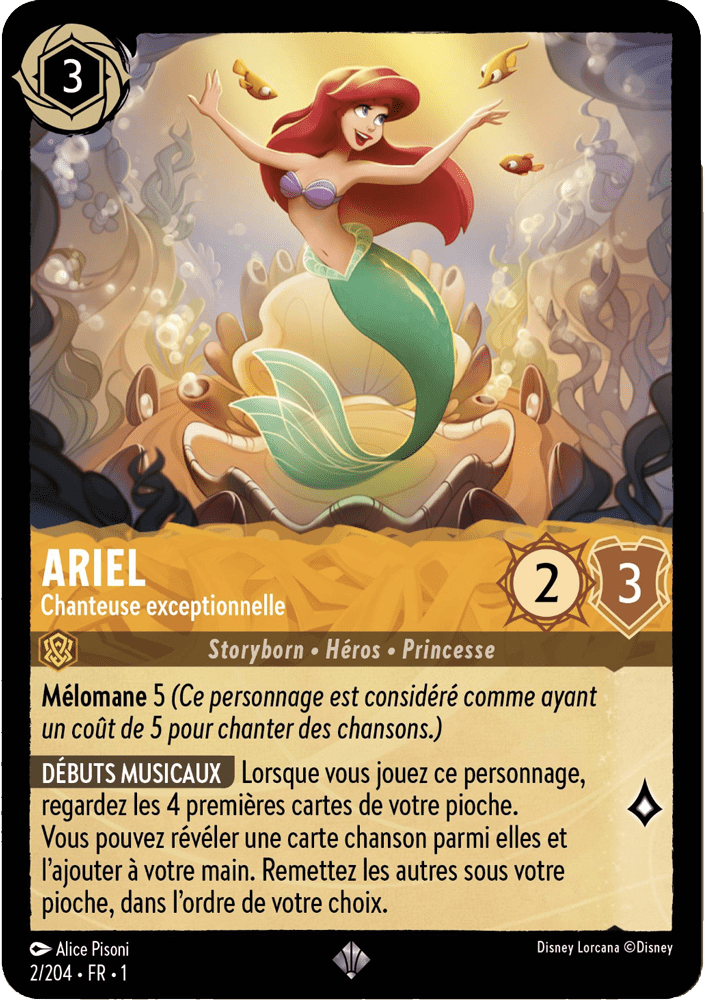 3
ARIEL
Chanteuse exceptionnelle
2
3
Storyborn • Héros • Princesse
Mélomane 5 (Ce personnage est considéré comme ayant
un coût de 5 pour chanter des chansons.)
DÉBUTS MUSICAUX Lorsque vous jouez ce personnage,
regardez les 4 premières cartes de votre pioche.
Vous pouvez révéler une carte chanson parmi elles et
l'ajouter à votre main. Remettez les autres sous votre
pioche, dans l'ordre de votre choix.
Alice Pisoni
Disney Lorcana ©Disney
2/204 • FR • 1